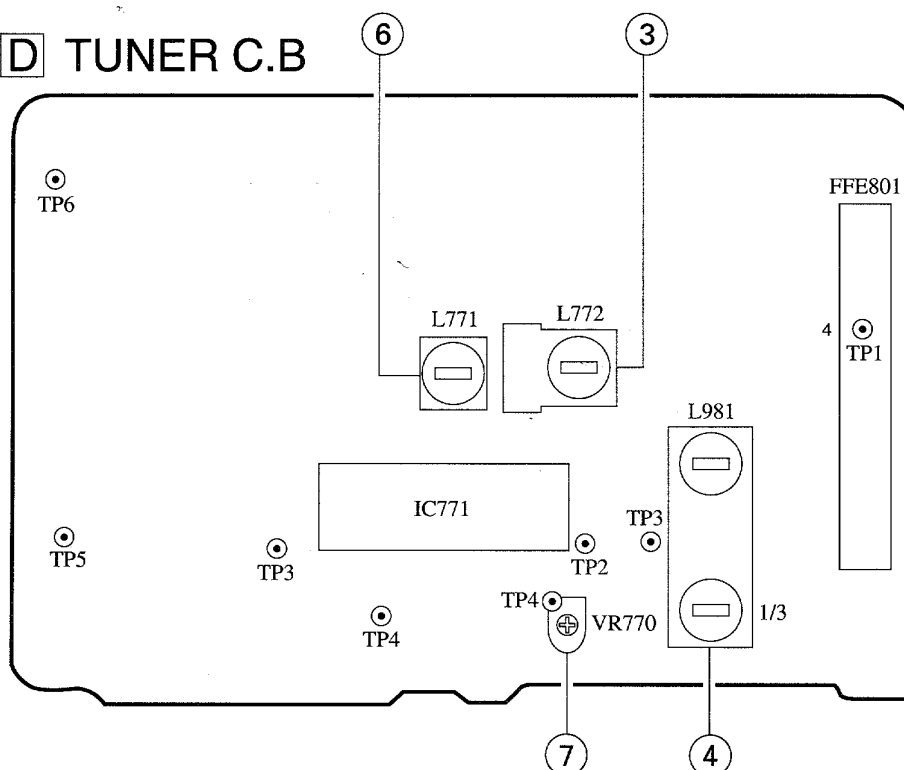 6
3
D TUNER C.B
TP6
FFE801
L771
L772
4
TP1
L981
IC771
TP3
TP5
TP3
TP2
TP4
VR770
1/3
TP4
7
4